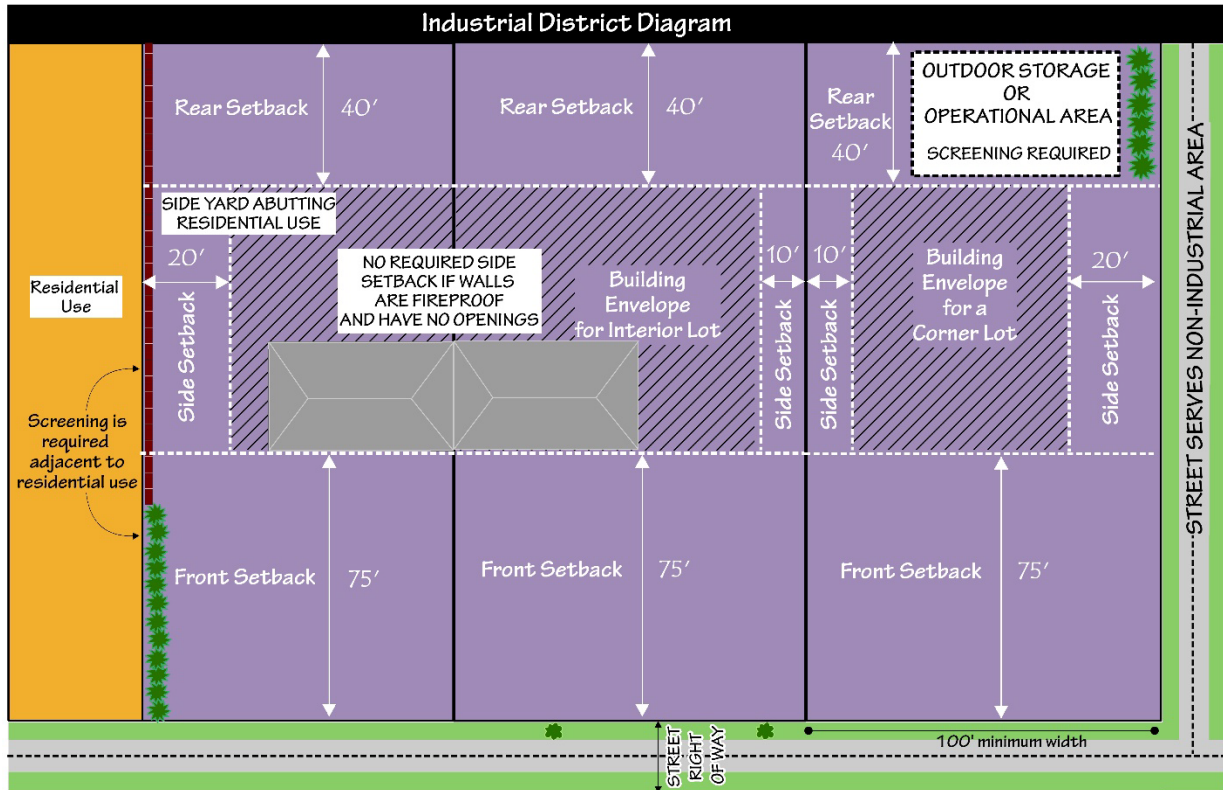 Industrial District Diagram
Rear Setback 40'
Rear Setback 40'
Rear
Setback
40'
OUTDOOR STORAGE
OR
OPERATIONAL AREA
SCREENING REQUIRED
STREET SERVES NON-INDUSTRIAL AREA
SIDE YARD ABUTTING
RESIDENTIAL USE
20'
Side Setback
NO REQUIRED SIDE
SETBACK IF WALLS
ARE FIREPROOF
AND HAVE NO OPENINGS
Building
Envelope
for Interior Lot
10'
Side Setback
10'
Side Setback
Building
Envelope
for a
Corner Lot
20'
Side Setback
Residential
Use
Screening is
required
adjacent to
residential use
Front Setback 75'
Front Setback 75'
Front Setback 75'
STREET
RIGHT
OF WAY
100' minimum width